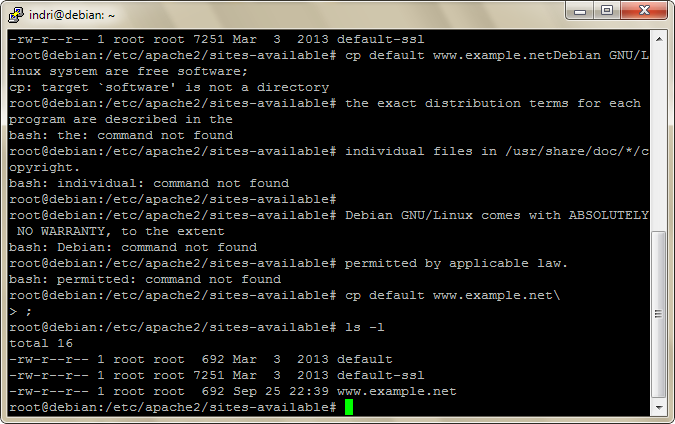 indri@debian: ~
-rw-r--r-- 1 root root 7251 Mar  3  2013 default-ssl
root@debian:/etc/apache2/sites-available# cp default www.example.netDebian GNU/L
inux system are free software;
cp: target `software' is not a directory
root@debian:/etc/apache2/sites-available# the exact distribution terms for each
program are described in the
bash: the: command not found
root@debian:/etc/apache2/sites-available# individual files in /usr/share/doc/*/c
opyright.
bash: individual: command not found
root@debian:/etc/apache2/sites-available#
root@debian:/etc/apache2/sites-available# Debian GNU/Linux comes with ABSOLUTELY
 NO WARRANTY, to the extent
bash: Debian: command not found
root@debian:/etc/apache2/sites-available# permitted by applicable law.
bash: permitted: command not found
root@debian:/etc/apache2/sites-available# cp default www.example.net\
> ;
root@debian:/etc/apache2/sites-available# ls -l
total 16
-rw-r--r-- 1 root root  692 Mar  3  2013 default
-rw-r--r-- 1 root root 7251 Mar  3  2013 default-ssl
-rw-r--r-- 1 root root  692 Sep 25 22:39 www.example.net
root@debian:/etc/apache2/sites-available#